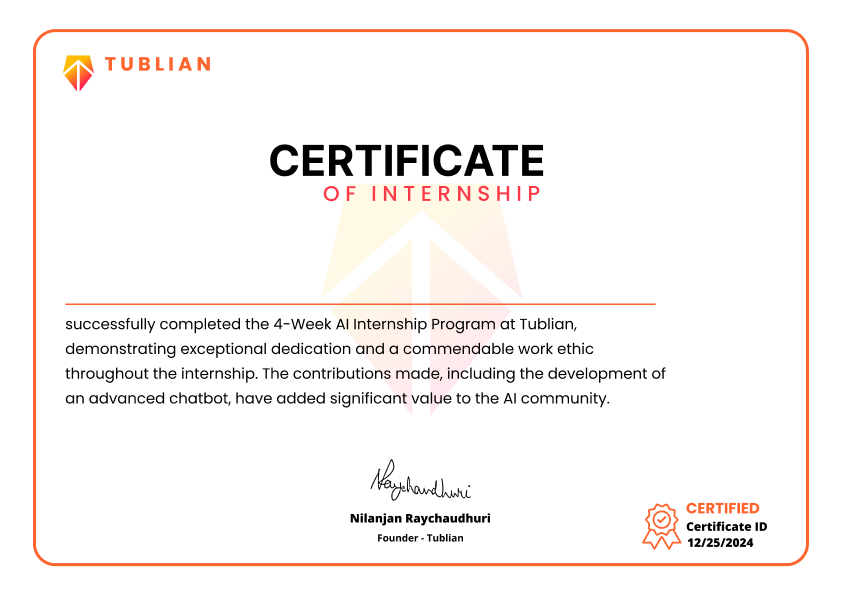 TUBLIAN
CERTIFICATE
OF INTERNSHIP
successfully completed the 4-Week AI Internship Program at Tublian,
demonstrating exceptional dedication and a commendable work ethic
throughout the internship. The contributions made, including the development of
an advanced chatbot, have added significant value to the AI community.
Raychaudhuri
Nilanjan Raychaudhuri
Founder - Tublian
CERTIFIED
Certificate ID
12/25/2024